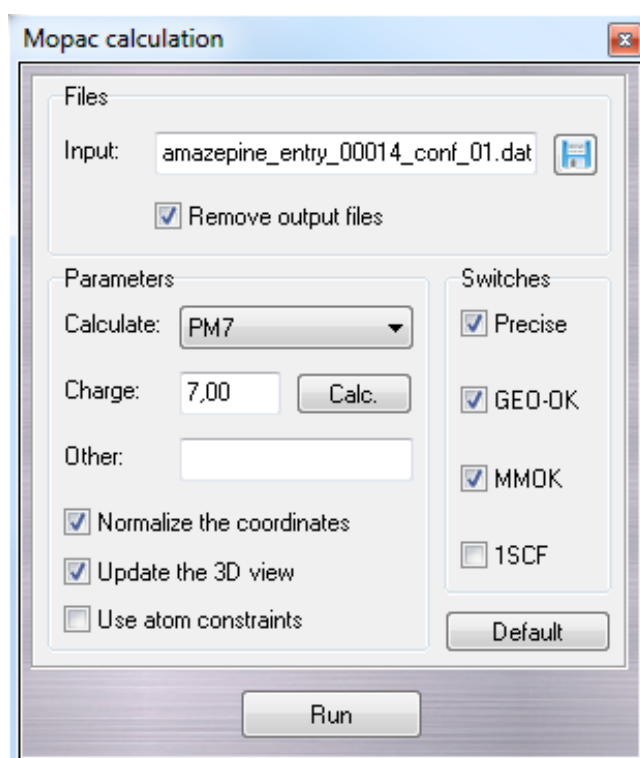 Mopac calculation
Files
Input: amazepine_entry_00014_conf_01.dat
Remove output files
Parameters
Calculate: PM7
Charge: 7,00 Calc.
Other:
Normalize the coordinates
Update the 3D view
Use atom constraints
Switches
Precise
GEO-OK
MMOK
1SCF
Default
Run